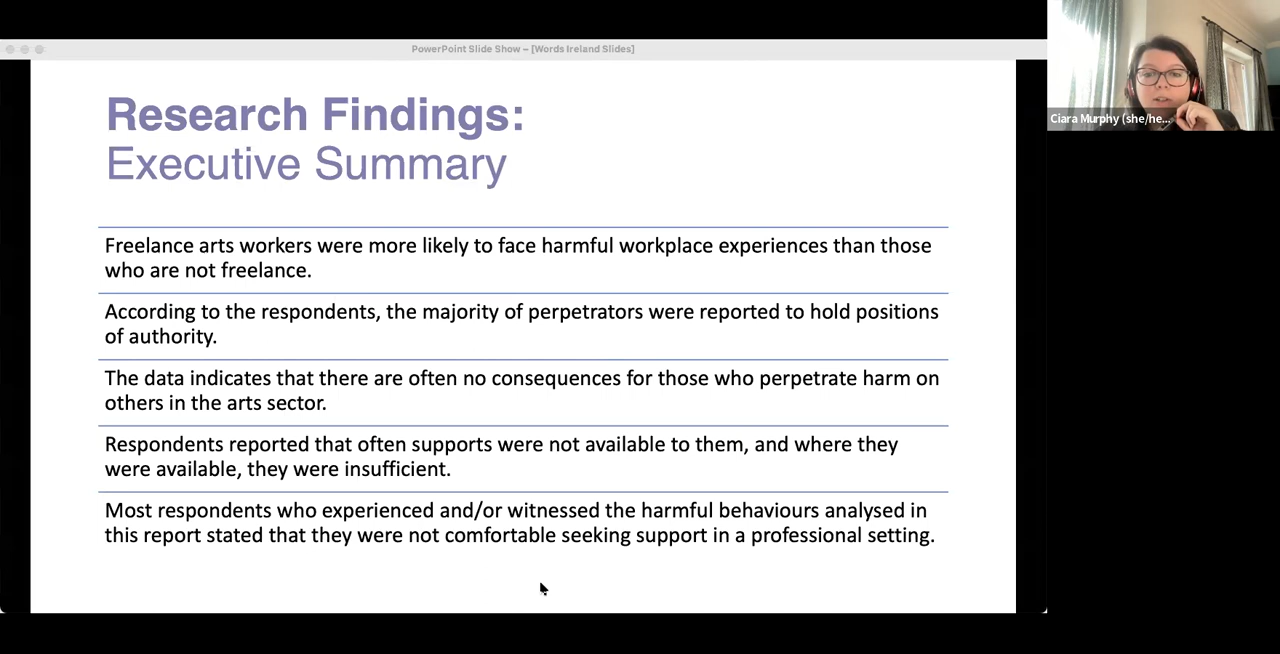 PowerPoint Slide Show – [Words Ireland Slides]
Research Findings:
Executive Summary
Freelance arts workers were more likely to face harmful workplace experiences than those
who are not freelance.
According to the respondents, the majority of perpetrators were reported to hold positions
of authority.
The data indicates that there are often no consequences for those who perpetrate harm on
others in the arts sector.
Respondents reported that often supports were not available to them, and where they
were available, they were insufficient.
Most respondents who experienced and/or witnessed the harmful behaviours analysed in
this report stated that they were not comfortable seeking support in a professional setting.
Ciara Murphy (she/he...